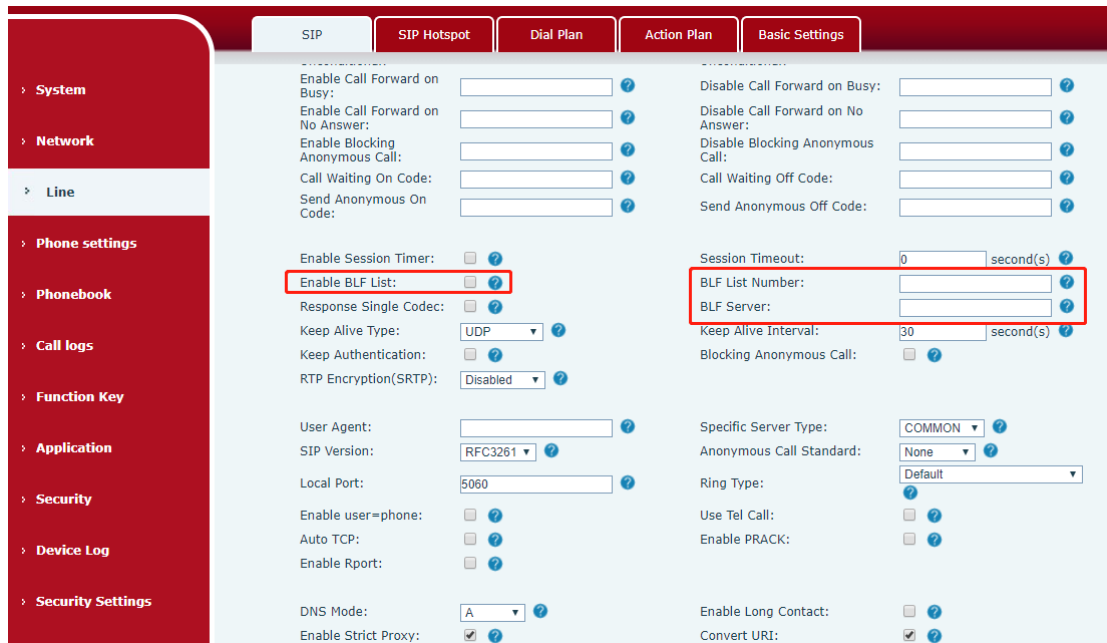 SIP
SIP Hotspot
Dial Plan
Action Plan
Basic Settings
› System
› Network
› Line
› Phone settings
› Phonebook
› Call logs
› Function Key
› Application
› Security
› Device Log
› Security Settings
Enable Call Forward on Busy:
Disable Call Forward on Busy:
Enable Call Forward on
No Answer:
Disable Call Forward on No
Answer:
Enable Blocking
Anonymous Call:
Disable Blocking Anonymous
Call:
Call Waiting On Code:
Call Waiting Off Code:
Send Anonymous On
Code:
Send Anonymous Off Code:
Enable Session Timer:
Session Timeout: 0 second(s)
Enable BLF List:
BLF List Number:
Response Single Codec:
BLF Server:
Keep Alive Type: UDP
Keep Alive Interval: 30 second(s)
Keep Authentication:
Blocking Anonymous Call:
RTP Encryption(SRTP): Disabled
User Agent:
Specific Server Type: COMMON
SIP Version: RFC3261
Anonymous Call Standard: None
Local Port: 5060
Ring Type: Default
Enable user=phone:
Use Tel Call:
Auto TCP:
Enable PRACK:
Enable Rport:
DNS Mode: A
Enable Long Contact:
Enable Strict Proxy:
Convert URI: